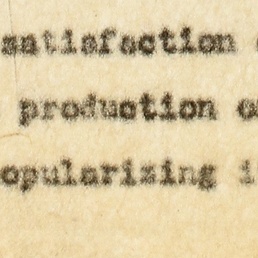 satisfaction
production o
opularizing i